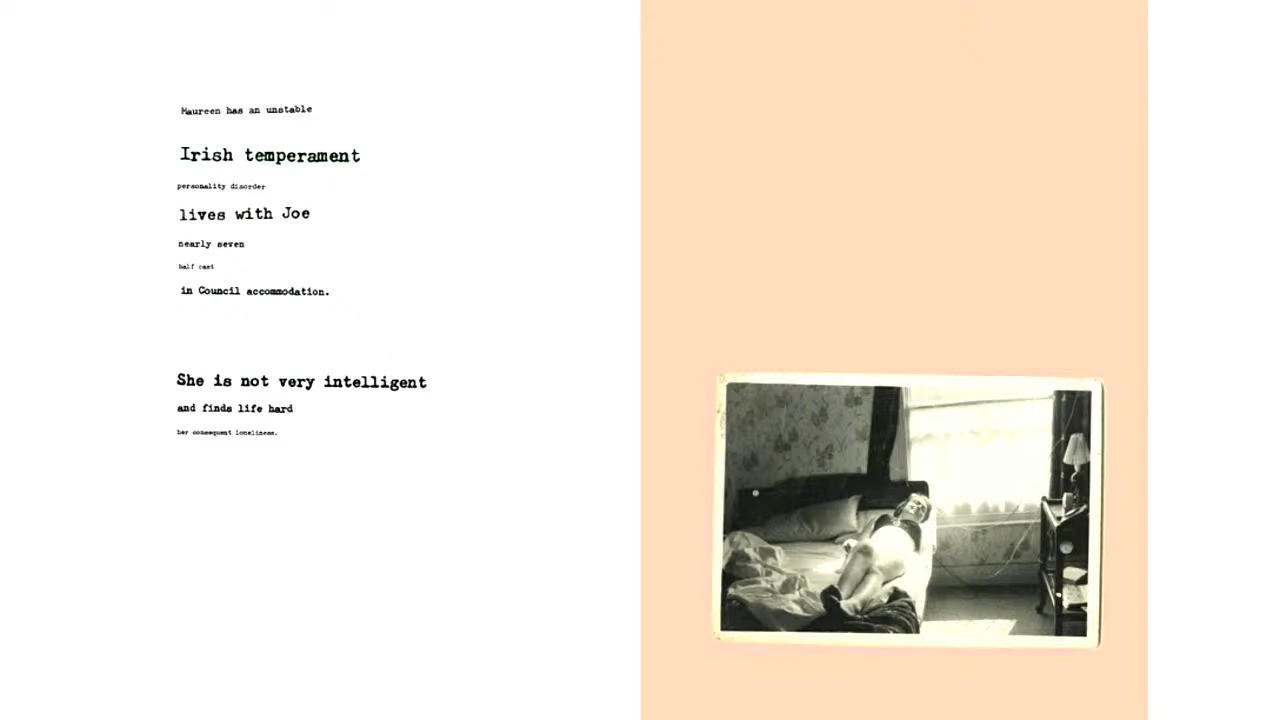 Maureen has an unstable
Irish temperament
personality disorder
lives with Joe
nearly seven
half cast
in Council accommodation.
She is not very intelligent
and finds life hard
her consequent loneliness.